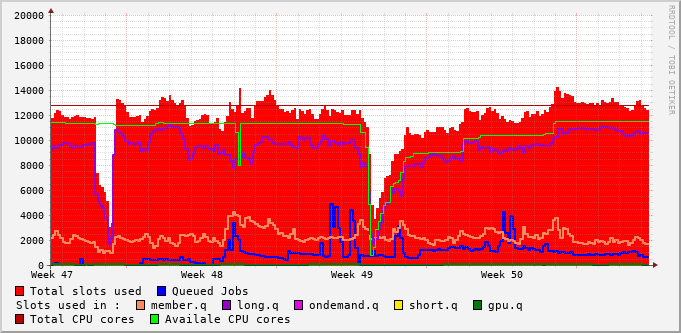 20000
18000
16000
14000
12000
10000
8000
6000
4000
2000
0
Week 47 Week 48 Week 49 Week 50
RRDTOOL / TOBI OETIKER
Total slots used Queued Jobs
Slots used in : member.q long.q ondemand.q short.q gpu.q
Total CPU cores Availale CPU cores